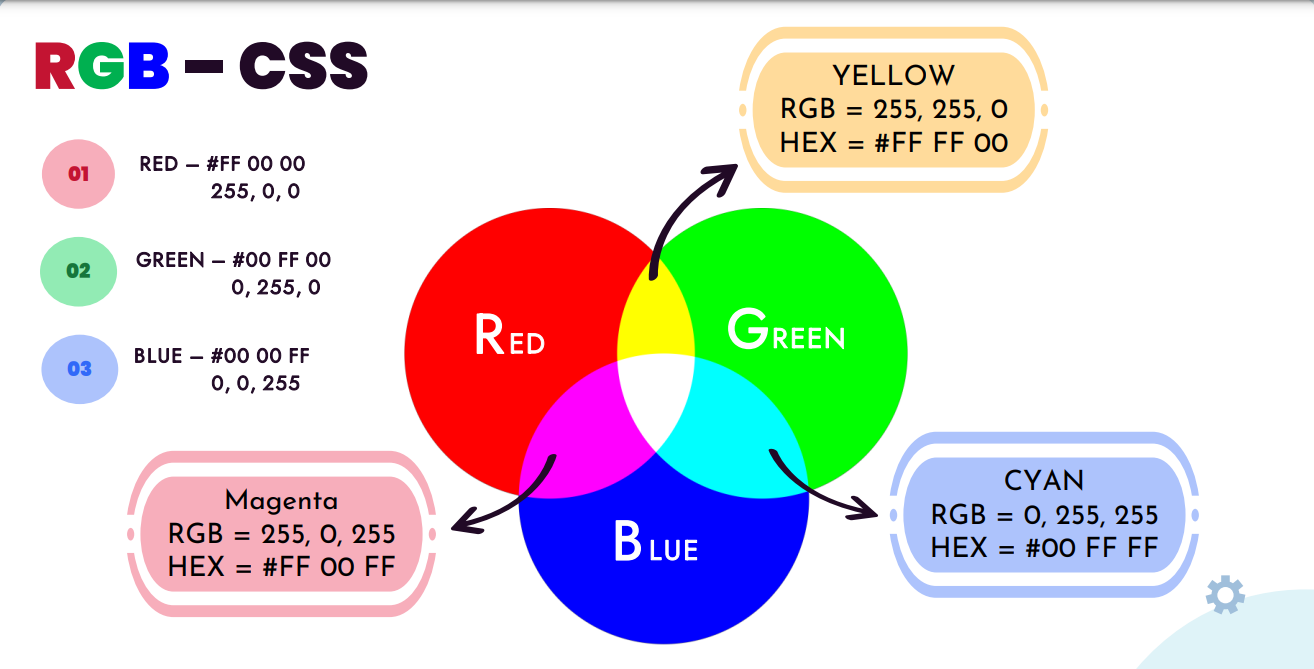 RGB – CSS
01
RED – #FF 00 00
255, 0, 0
02
GREEN – #00 FF 00
0, 255, 0
03
BLUE – #00 00 FF
0, 0, 255
YELLOW
RGB = 255, 255, 0
HEX = #FF FF 00
RED
GREEN
BLUE
Magenta
RGB = 255, 0, 255
HEX = #FF 00 FF
CYAN
RGB = 0, 255, 255
HEX = #00 FF FF